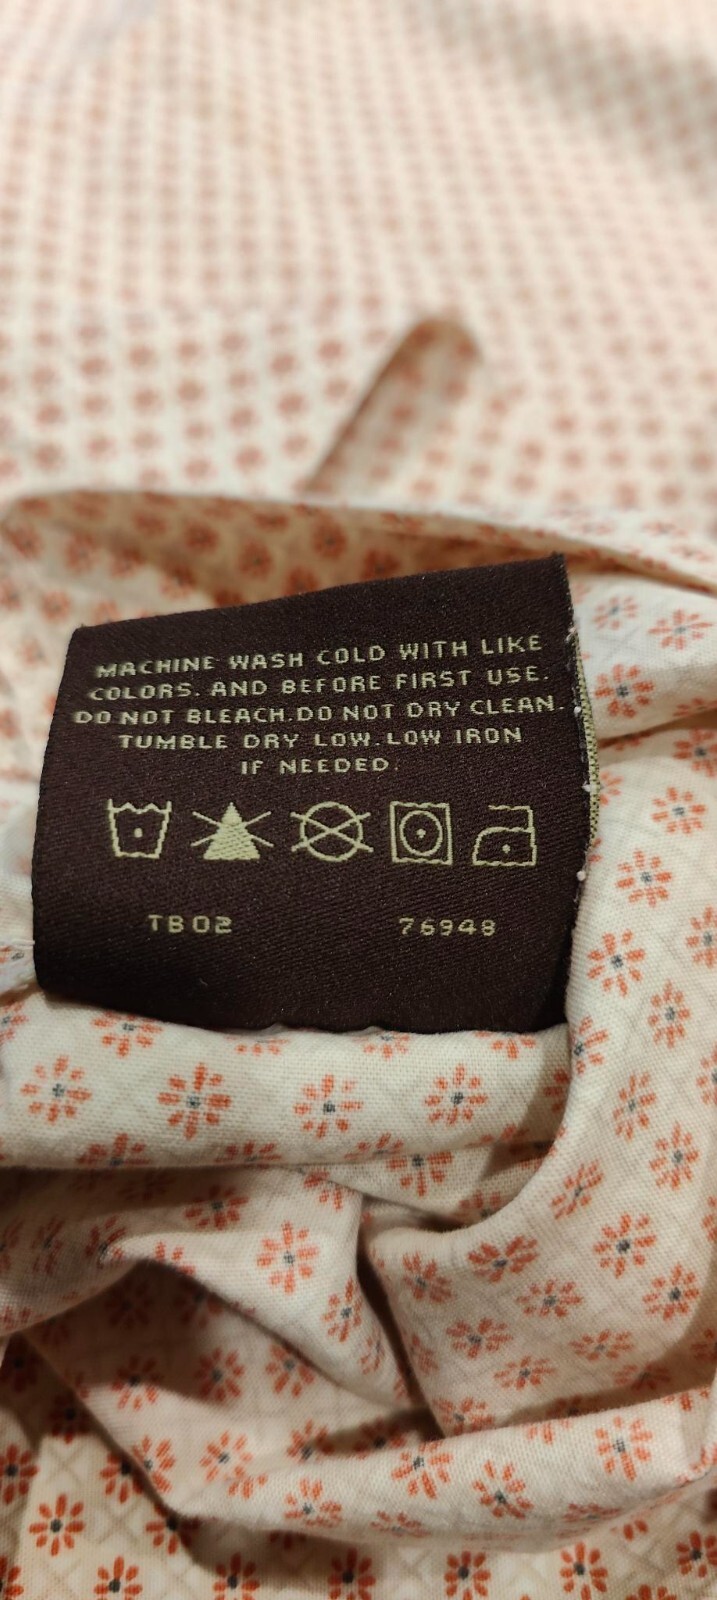 MACHINE WASH COLD WITH LIKE
COLORS. AND BEFORE FIRST USE.
DO NOT BLEACH.DO NOT DRY CLEAN.
TUMBLE DRY LOW.LOW IRON
IF NEEDED.
TB02 76948